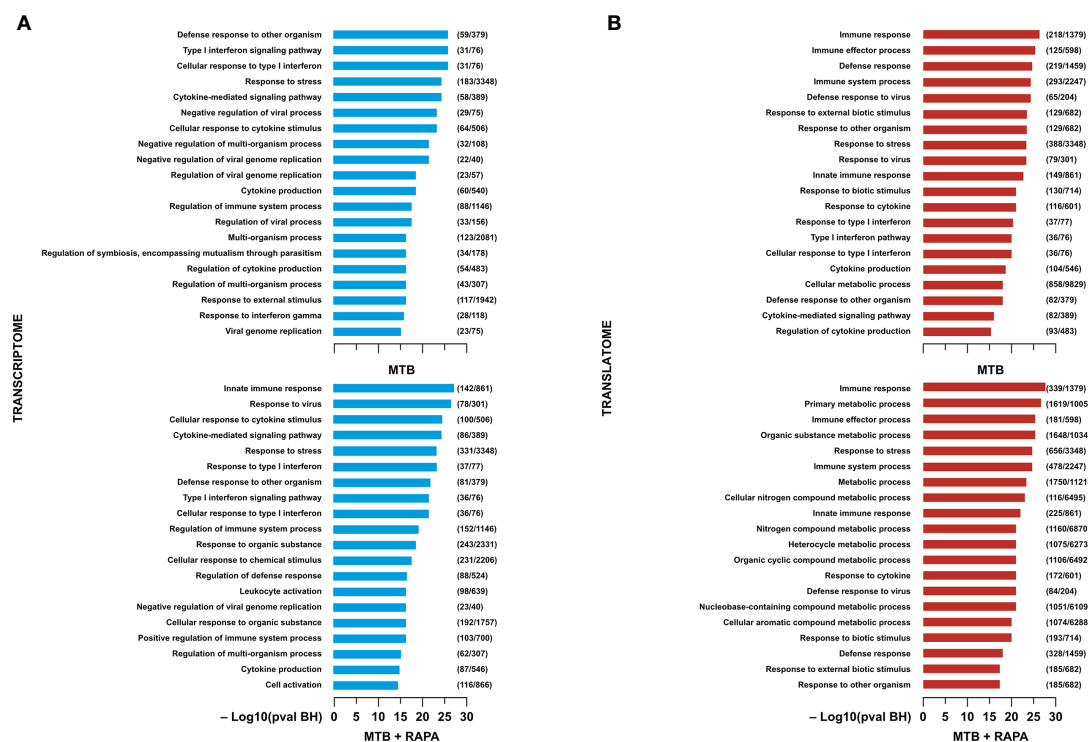 A
TRANSCRIPTOME
Defense response to other organism (59/379)
Type I interferon signaling pathway (31/76)
Cellular response to type I interferon (31/76)
Response to stress (183/3348)
Cytokine-mediated signaling pathway (58/389)
Negative regulation of viral process (29/75)
Cellular response to cytokine stimulus (64/506)
Negative regulation of multi-organism process (32/108)
Negative regulation of viral genome replication (22/40)
Regulation of viral genome replication (23/57)
Cytokine production (60/540)
Regulation of immune system process (88/1146)
Regulation of viral process (33/156)
Multi-organism process (123/2081)
Regulation of symbiosis, encompassing mutualism through parasitism (34/178)
Regulation of cytokine production (54/483)
Regulation of multi-organism process (43/307)
Response to external stimulus (117/1942)
Response to interferon gamma (28/118)
Viral genome replication (23/75)
MTB
Innate immune response (142/861)
Response to virus (78/301)
Cellular response to cytokine stimulus (100/506)
Cytokine-mediated signaling pathway (86/389)
Response to stress (331/3348)
Response to type I interferon (37/77)
Defense response to other organism (81/379)
Type I interferon signaling pathway (36/76)
Cellular response to type I interferon (36/76)
Regulation of immune system process (152/1146)
Response to organic substance (243/2331)
Cellular response to chemical stimulus (231/2206)
Regulation of defense response (88/524)
Leukocyte activation (98/639)
Negative regulation of viral genome replication (23/40)
Cellular response to organic substance (192/1757)
Positive regulation of immune system process (103/700)
Regulation of multi-organism process (62/307)
Cytokine production (87/546)
Cell activation (116/866)
– Log10(pval BH) 0 5 10 15 20 25 30
MTB + RAPA
B
TRANSLATOME
Immune response (218/1379)
Immune effector process (125/598)
Defense response (219/1459)
Immune system process (293/2247)
Defense response to virus (65/204)
Response to external biotic stimulus (129/682)
Response to other organism (129/682)
Response to stress (388/3348)
Response to virus (79/301)
Innate immune response (149/861)
Response to biotic stimulus (130/714)
Response to cytokine (116/601)
Response to type I interferon (37/77)
Type I interferon pathway (36/76)
Cellular response to type I interferon (36/76)
Cytokine production (104/546)
Cellular metabolic process (858/9829)
Defense response to other organism (82/379)
Cytokine-mediated signaling pathway (82/389)
Regulation of cytokine production (93/483)
MTB
Immune response (339/1379)
Primary metabolic process (1619/1005
Immune effector process (181/598)
Organic substance metabolic process (1648/1034
Response to stress (656/3348)
Immune system process (478/2247)
Metabolic process (1750/1121
Cellular nitrogen compound metabolic process (116/6495)
Innate immune response (225/861)
Nitrogen compound metabolic process (1160/6870
Heterocycle metabolic process (1075/6273
Organic cyclic compound metabolic process (1106/6492
Response to cytokine (172/601)
Defense response to virus (84/204)
Nucleobase-containing compound metabolic process (1051/6109
Cellular aromatic compound metabolic process (1074/6288
Response to biotic stimulus (193/714)
Defense response (328/1459)
Response to external biotic stimulus (185/682)
Response to other organism (185/682)
– Log10(pval BH) 0 5 10 15 20 25 30
MTB + RAPA